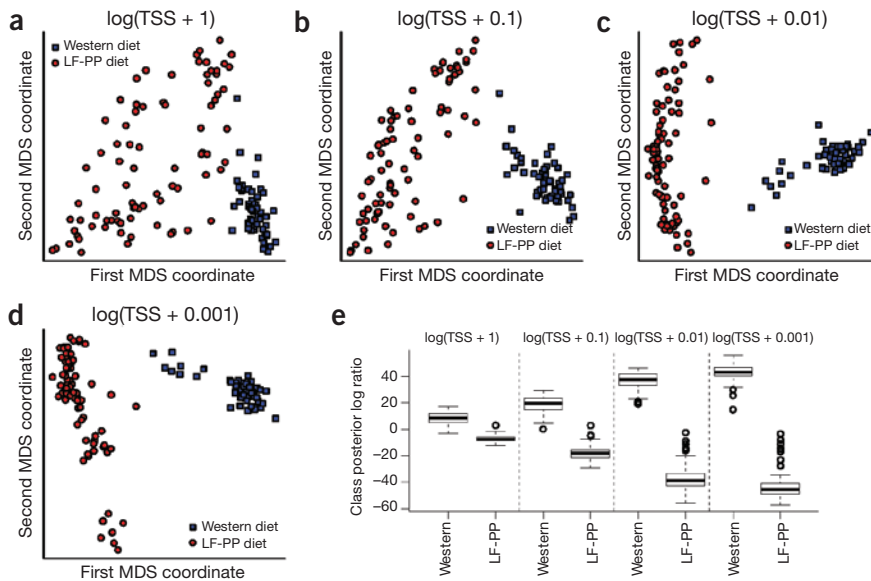 a
log(TSS + 1)
Western diet
LF-PP diet
Second MDS coordinate
First MDS coordinate
b
log(TSS + 0.1)
Western diet
LF-PP diet
Second MDS coordinate
First MDS coordinate
c
log(TSS + 0.01)
Western diet
LF-PP diet
Second MDS coordinate
First MDS coordinate
d
log(TSS + 0.001)
Western diet
LF-PP diet
Second MDS coordinate
First MDS coordinate
e
log(TSS + 1) log(TSS + 0.1) log(TSS + 0.01) log(TSS + 0.001)
Class posterior log ratio
40
20
0
−20
−40
−60
Western LF-PP Western LF-PP Western LF-PP Western LF-PP